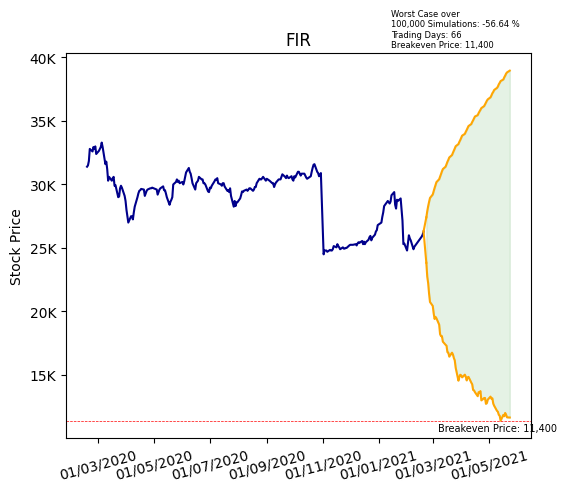 Worst Case over
100,000 Simulations: -56.64 %
Trading Days: 66
Breakeven Price: 11,400
FIR
Stock Price
40K
35K
30K
25K
20K
15K
Breakeven Price: 11,400
01/03/2020
01/05/2020
01/07/2020
01/09/2020
01/11/2020
01/01/2021
01/03/2021
01/05/2021